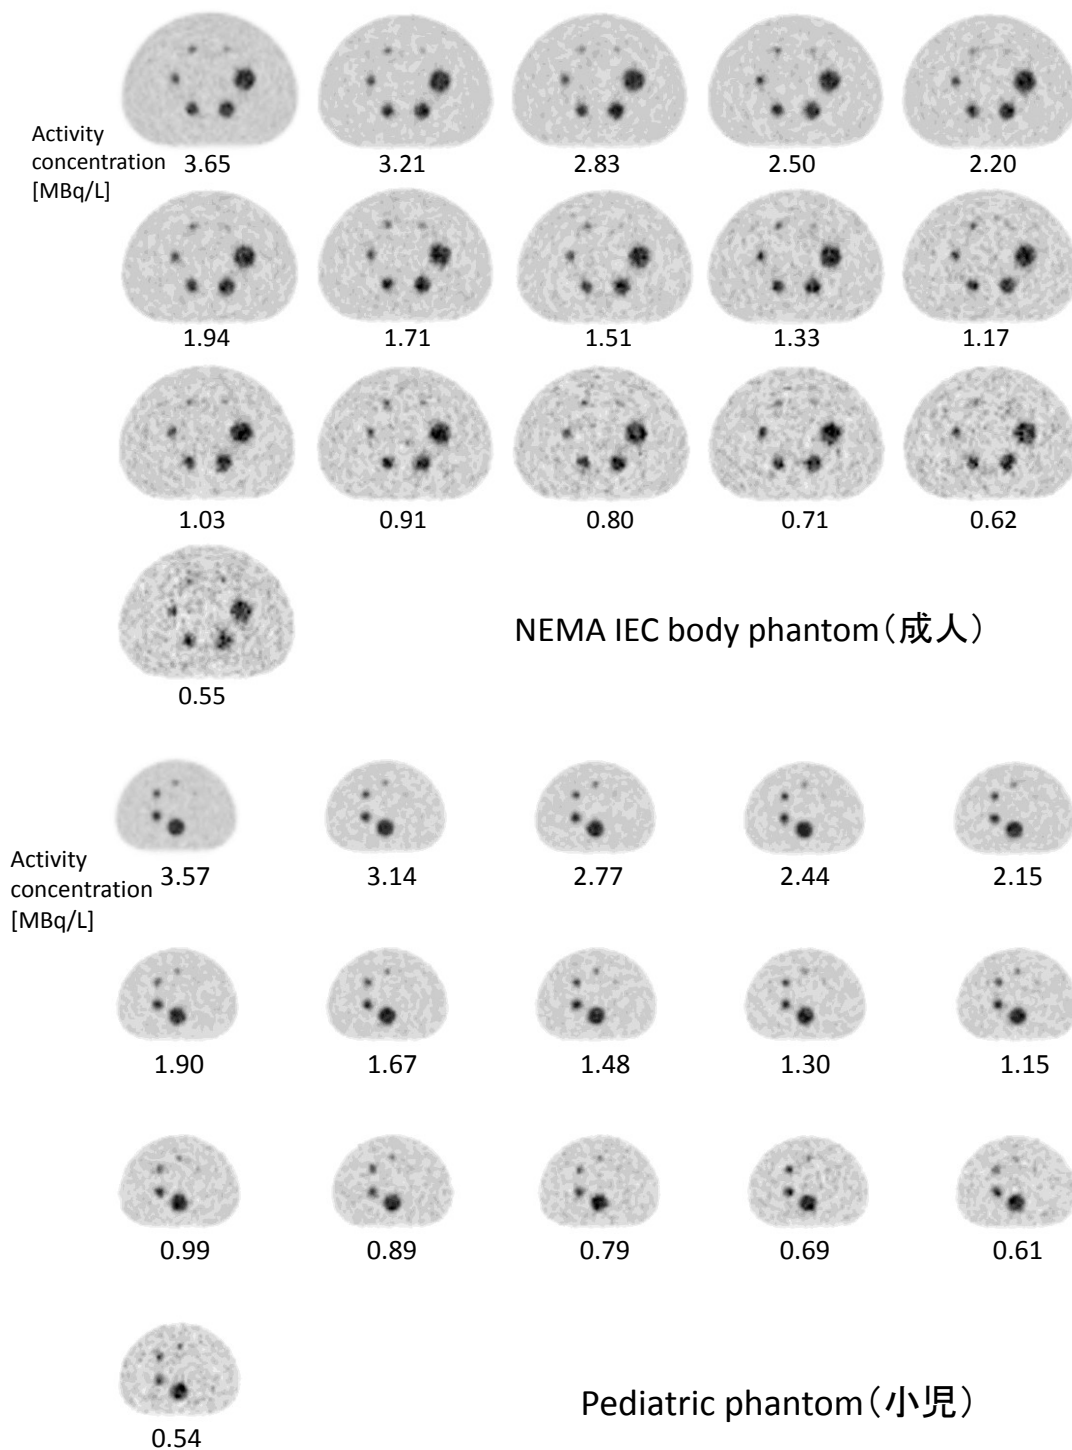 Activity
concentration
[MBq/L]
3.65 3.21 2.83 2.50 2.20
1.94 1.71 1.51 1.33 1.17
1.03 0.91 0.80 0.71 0.62
NEMA IEC body phantom（成人）
0.55
Activity
concentration
[MBq/L]
3.57 3.14 2.77 2.44 2.15
1.90 1.67 1.48 1.30 1.15
0.99 0.89 0.79 0.69 0.61
Pediatric phantom（小児）
0.54